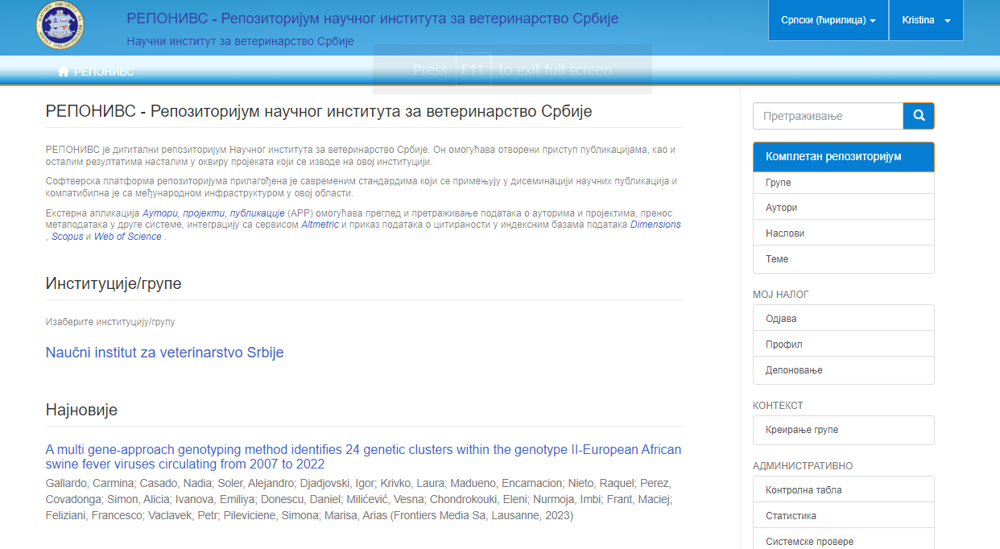 РЕПОНИВС - Репозиторијум научног института за ветеринарство Србије
Научни институт за ветеринарство Србије
Српски (ћирилица)
Kristina
Press F11 to exit full screen
РЕПОНИВС
РЕПОНИВС - Репозиторијум научног института за ветеринарство Србије
РЕПОНИВС је дигитални репозиторијум Научног института за ветеринарство Србије. Он омогућава отворени приступ публикацијама, као и
осталим резултатима насталим у оквиру пројеката који се изводе на овој институцији.
Софтверска платформа репозиторијума прилагођена је савременим стандардима који се примењују у дисеминацији научних публикација и
компатибилна је са међународном инфраструктуром у овој области.
Екстерна апликација Аутори, пројекти, публикације (APP) омогућава преглед и претраживање података о ауторима и пројектима, пренос
метаподатака у друге системе, интеграцију са сервисом Altmetric и приказ података о цитираности у индексним базама података Dimensions
, Scopus и Web of Science .
Институције/групе
Изаберите институцију/групу
Naučni institut za veterinarstvo Srbije
Најновије
A multi gene-approach genotyping method identifies 24 genetic clusters within the genotype II-European African
swine fever viruses circulating from 2007 to 2022
Gallardo, Carmina; Casado, Nadia; Soler, Alejandro; Djadjovski, Igor; Krivko, Laura; Madueno, Encarnacion; Nieto, Raquel; Perez,
Covadonga; Simon, Alicia; Ivanova, Emiliya; Donescu, Daniel; Milićević, Vesna; Chondrokouki, Eleni; Nurmoja, Imbi; Frant, Maciej;
Feliziani, Francesco; Vaclavek, Petr; Pileviciene, Simona; Marisa, Arias (Frontiers Media Sa, Lausanne, 2023)
Претраживање
Комплетан репозиторијум
Групе
Аутори
Наслови
Теме
МОЈ НАЛОГ
Одјава
Профил
Депоновање
КОНТЕКСТ
Креирање групе
АДМИНИСТРАТИВНО
Контролна табла
Статистика
Системске провере